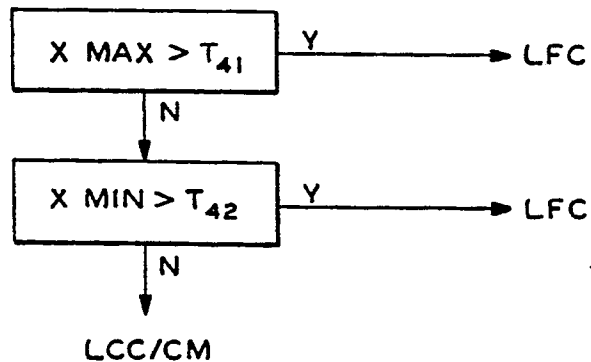 X MAX > T41
Y
LFC
N
X MIN > T42
Y
LFC
N
LCC/CM